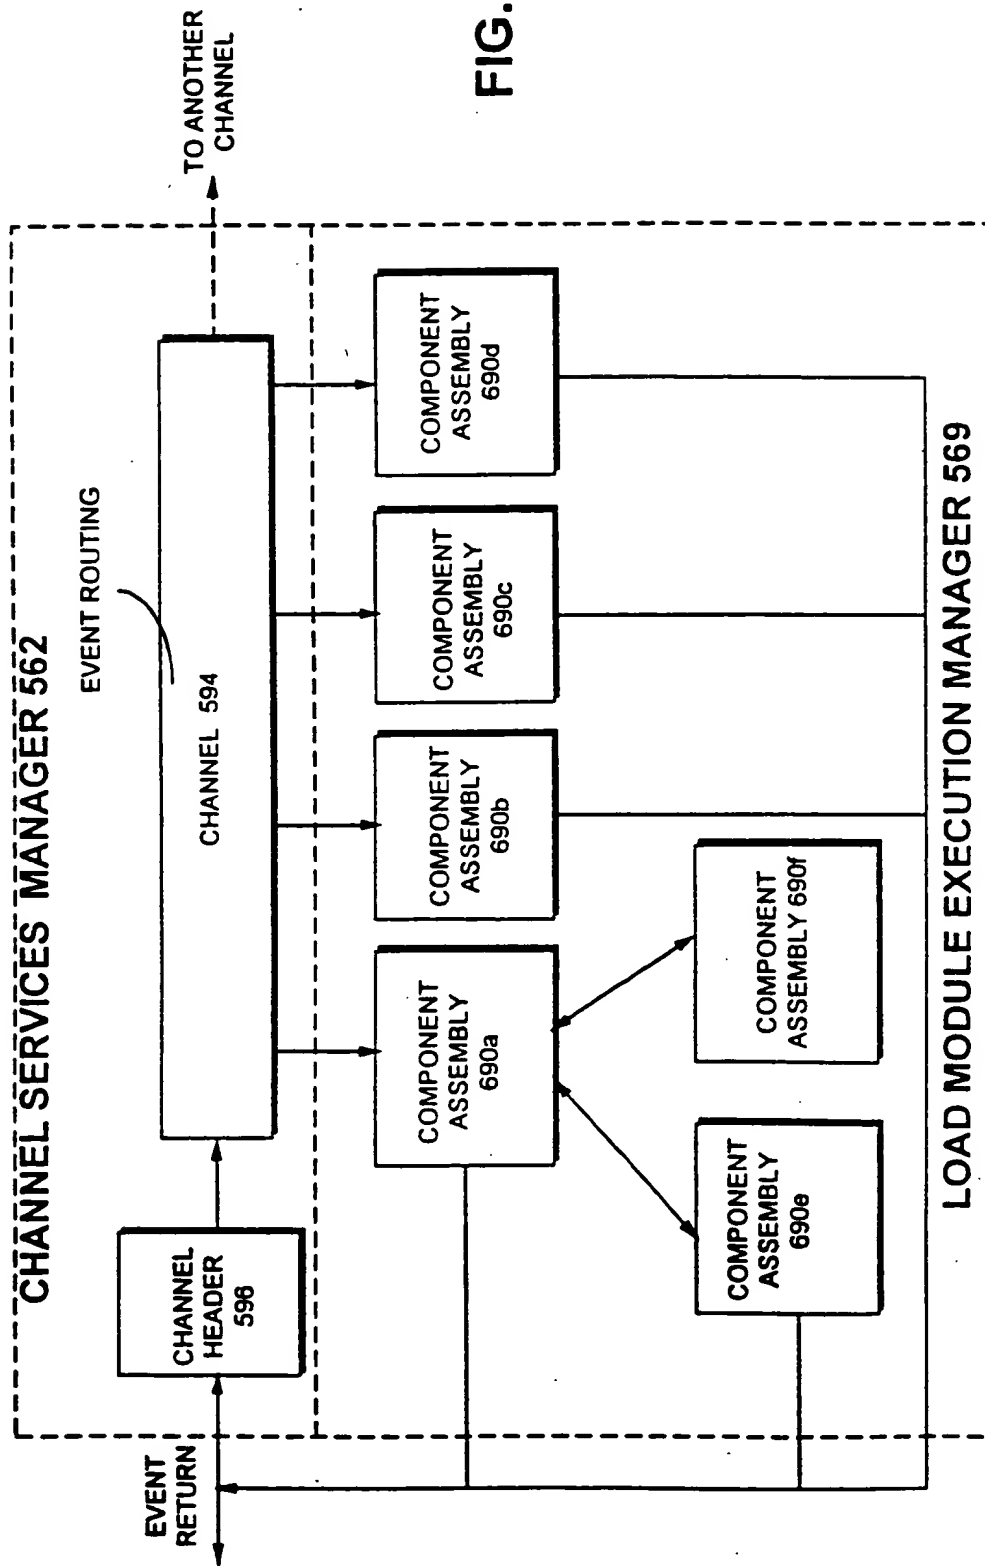 CHANNEL SERVICES MANAGER 562
EVENT ROUTING
TO ANOTHER
CHANNEL
EVENT
RETURN
CHANNEL
HEADER
596
CHANNEL 594
COMPONENT
ASSEMBLY
690a
COMPONENT
ASSEMBLY
690b
COMPONENT
ASSEMBLY
690c
COMPONENT
ASSEMBLY
690d
COMPONENT
ASSEMBLY
690e
COMPONENT
ASSEMBLY 690f
LOAD MODULE EXECUTION MANAGER 569
FIG.